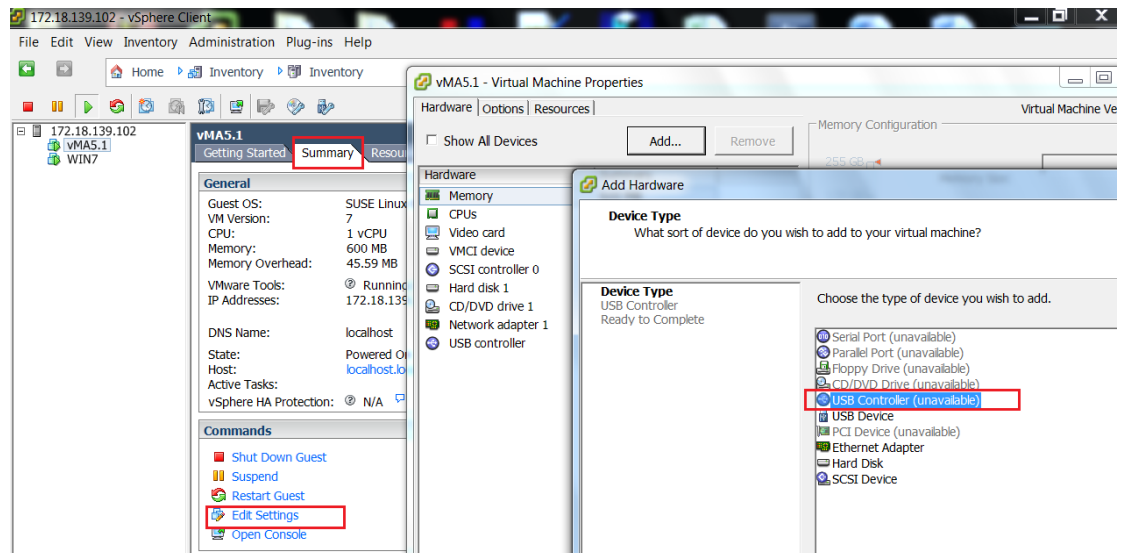 172.18.139.102 - vSphere Client
File Edit View Inventory Administration Plug-ins Help
Home Inventory Inventory
172.18.139.102
vMA5.1
WIN7
vMA5.1
Getting Started Summary
General
Guest OS: SUSE Linux
VM Version: 7
CPU: 1 vCPU
Memory: 600 MB
Memory Overhead: 45.59 MB
VMware Tools: Running
IP Addresses: 172.18.139
DNS Name: localhost
State: Powered
Host:
Active Tasks:
vSphere HA Protection: N/A
Commands
Shut Down Guest
Suspend
Restart Guest
Edit Settings
Open Console
vMA5.1 - Virtual Machine Properties
Hardware Options Resources
Virtual Machine
Show All Devices Add... Remove
Memory Configuration
255 GB
Hardware
Memory
CPUs
Video card
VMCI device
SCSI controller 0
Hard disk 1
CD/DVD drive 1
Network adapter 1
USB controller
Add Hardware
Device Type
What sort of device do you wish to add to your virtual machine?
Device Type
USB Controller
Ready to Complete
Choose the type of device you wish to add.
Serial Port (unavailable)
Parallel Port (unavailable)
Floppy Drive (unavailable)
CD/DVD Drive (unavailable)
USB Controller (unavailable)
USB Device
PCI Device (unavailable)
Ethernet Adapter
Hard Disk
SCSI Device